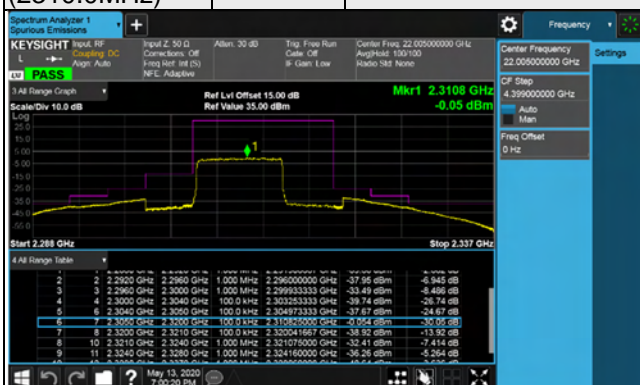 (2310.0MHz)
Spectrum Analyzer 1
Spurious Emissions
Frequency
KEYSIGHT
L
PASS
Input: RF
Coupling: DC
Align: Auto
Input Z: 50 Ω
Corrections: Off
Freq Ref: Int (S)
NFE: Adaptive
Atten: 30 dB
Trig: Free Run
Gate: Off
IF Gain: Low
Center Freq: 22.005000000 GHz
Avg|Hold: 100/100
Radio Std: None
Center Frequency
22.005000000 GHz
Settings
CF Step
4.399000000 GHz
Auto
Man
Freq Offset
0 Hz
3 All Range Graph
Scale/Div 10.0 dB
Ref Lvl Offset 15.00 dB
Ref Value 35.00 dBm
Mkr1 2.3108 GHz
-0.05 dBm
Log
25.0
15.0
5.00
-5.00
-15.0
-25.0
-35.0
-45.0
-55.0
1
Start 2.288 GHz
Stop 2.337 GHz
4 All Range Table
2 2 2.2920 GHz 2.2960 GHz 1.000 MHz 2.296000000 GHz -37.95 dBm -6.945 dB
3 3 2.2960 GHz 2.3000 GHz 1.000 MHz 2.299933333 GHz -33.49 dBm -8.486 dB
4 4 2.3000 GHz 2.3040 GHz 100.0 kHz 2.303253333 GHz -39.74 dBm -26.74 dB
5 5 2.3040 GHz 2.3050 GHz 100.0 kHz 2.304973333 GHz -37.67 dBm -24.67 dB
6 7 2.3050 GHz 2.3200 GHz 100.0 kHz 2.310825000 GHz -0.054 dBm -30.05 dB
7 8 2.3200 GHz 2.3210 GHz 100.0 kHz 2.320041667 GHz -38.92 dBm -13.92 dB
8 10 2.3210 GHz 2.3240 GHz 1.000 MHz 2.321075000 GHz -32.41 dBm -7.414 dB
9 11 2.3240 GHz 2.3280 GHz 1.000 MHz 2.324160000 GHz -36.26 dBm -5.264 dB
May 13, 2020
7:00:20 PM